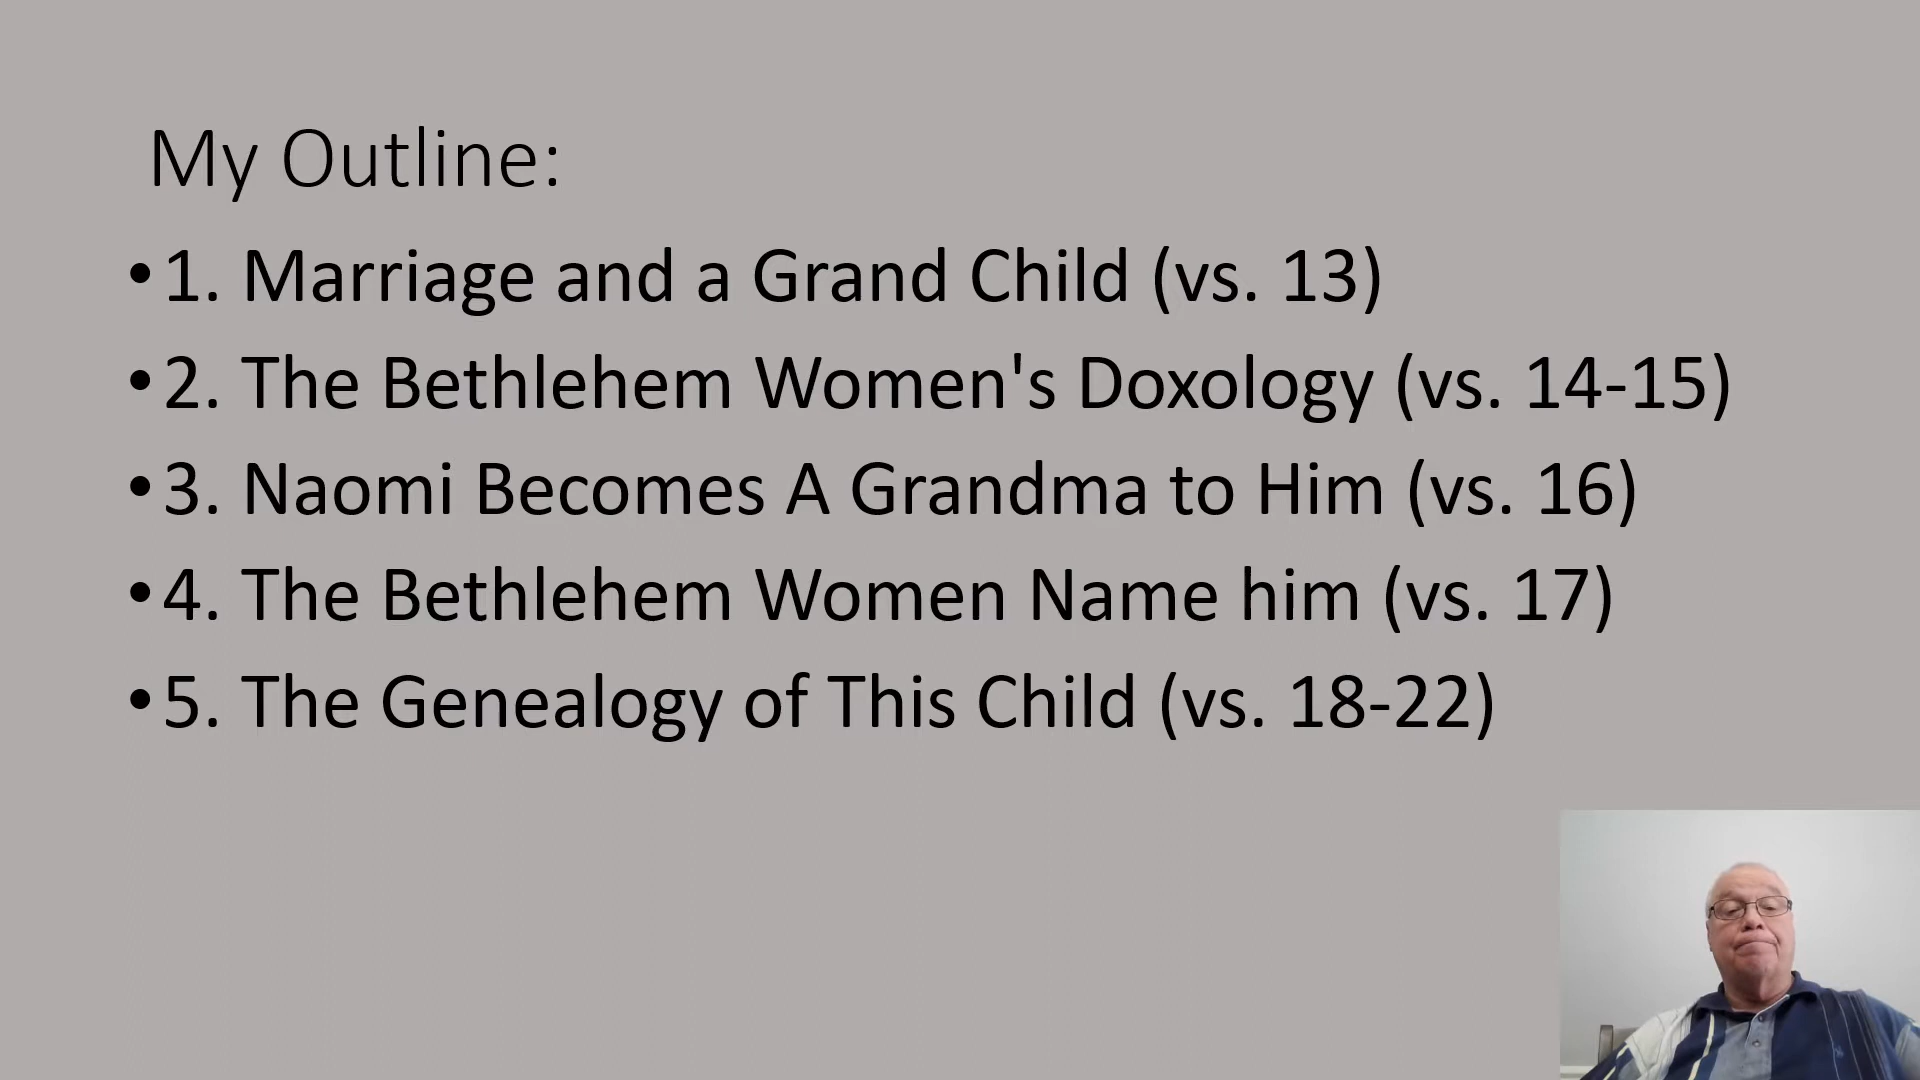 My Outline:
•1. Marriage and a Grand Child (vs. 13)
•2. The Bethlehem Women's Doxology (vs. 14-15)
•3. Naomi Becomes A Grandma to Him (vs. 16)
•4. The Bethlehem Women Name him (vs. 17)
•5. The Genealogy of This Child (vs. 18-22)